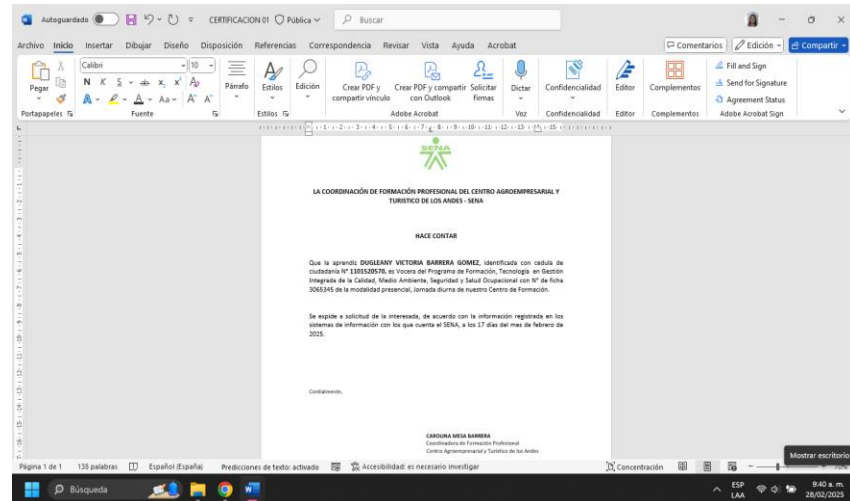 Autoguardado
CERTIFICACION 01
Pública
Buscar
Archivo Inicio Insertar Dibujar Diseño Disposición Referencias Correspondencia Revisar Vista Ayuda Acrobat
Comentarios
Edición
Compartir
Pegar
Portapapeles
Calibri
10
N K S ab x, x²
A A Aa A A
Fuente
Párrafo
Estilos
Estilos
Edición
Crear PDF y compartir vínculo
Crear PDF y compartir con Outlook
Solicitar firmas
Adobe Acrobat
Dictar
Voz
Confidencialidad
Confidencialidad
Editor
Editor
Complementos
Complementos
Fill and Sign
Send for Signature
Agreement Status
Adobe Acrobat Sign
SENA
LA COORDINACIÓN DE FORMACIÓN PROFESIONAL DEL CENTRO AGROEMPRESARIAL Y
TURISTICO DE LOS ANDES - SENA
HACE CONTAR
Que la aprendiz DUGLEANY VICTORIA BARRERA GOMEZ, identificada con cedula de
ciudadanía N° 1101520570, es Vocera del Programa de Formación, Tecnología en Gestión
Integrada de la Calidad, Medio Ambiente, Seguridad y Salud Ocupacional con N° de ficha
3065345 de la modalidad presencial, Jornada diurna de nuestro Centro de Formación.
Se expide a solicitud de la interesada, de acuerdo con la información registrada en los
sistemas de información con los que cuenta el SENA, a los 17 días del mes de febrero de
2025.
Cordialmente,
CAROLINA MESA BARRERA
Coordinadora de Formación Profesional
Centro Agroempresarial y Turístico de los Andes
Mostrar escritorio
Página 1 de 1 138 palabras Español (España) Predicciones de texto: activado Accesibilidad: es necesario investigar Concentración
Búsqueda
ESP
LAA
9:40 a. m.
28/02/2025